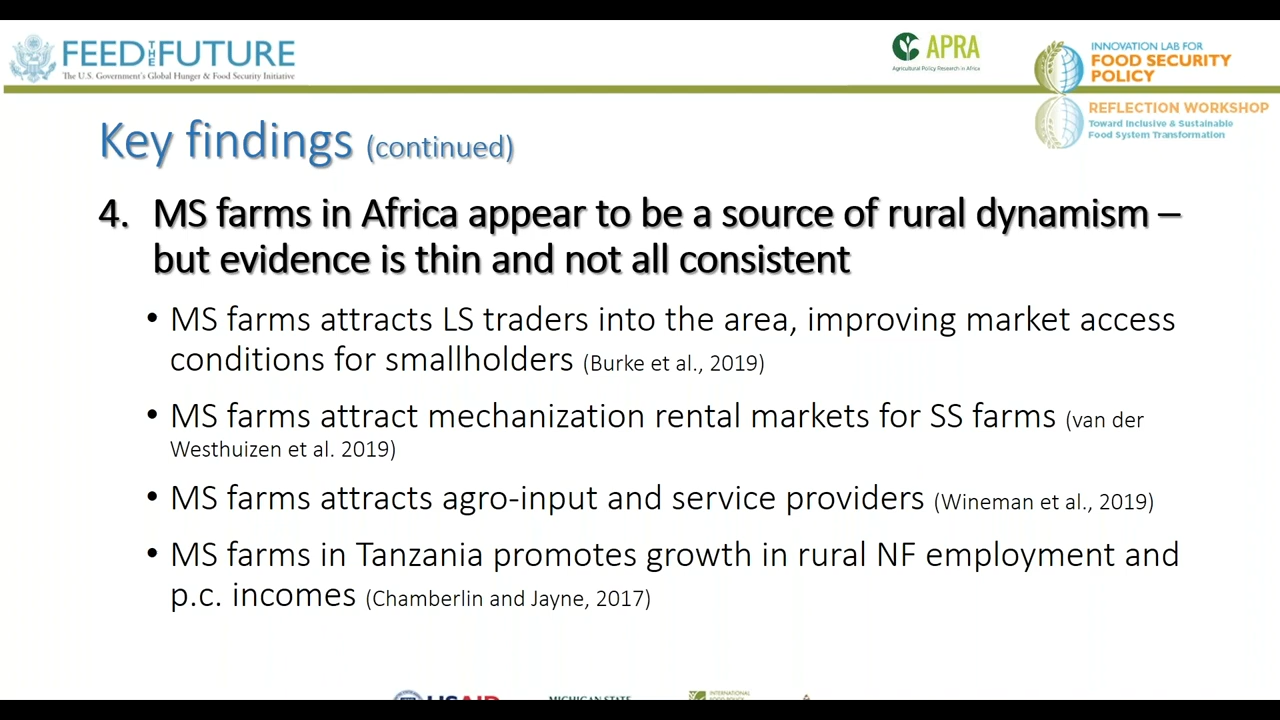 FEED THE FUTURE
The U.S. Government's Global Hunger & Food Security Initiative
APRA
Agricultural Policy Research in Africa
INNOVATION LAB FOR
FOOD SECURITY
POLICY
REFLECTION WORKSHOP
Toward Inclusive & Sustainable
Food System Transformation
Key findings (continued)
4. MS farms in Africa appear to be a source of rural dynamism –
but evidence is thin and not all consistent
• MS farms attracts LS traders into the area, improving market access
conditions for smallholders (Burke et al., 2019)
• MS farms attract mechanization rental markets for SS farms (van der
Westhuizen et al. 2019)
• MS farms attracts agro-input and service providers (Wineman et al., 2019)
• MS farms in Tanzania promotes growth in rural NF employment and
p.c. incomes (Chamberlin and Jayne, 2017)
USAID
MICHIGAN STATE
INTERNATIONAL